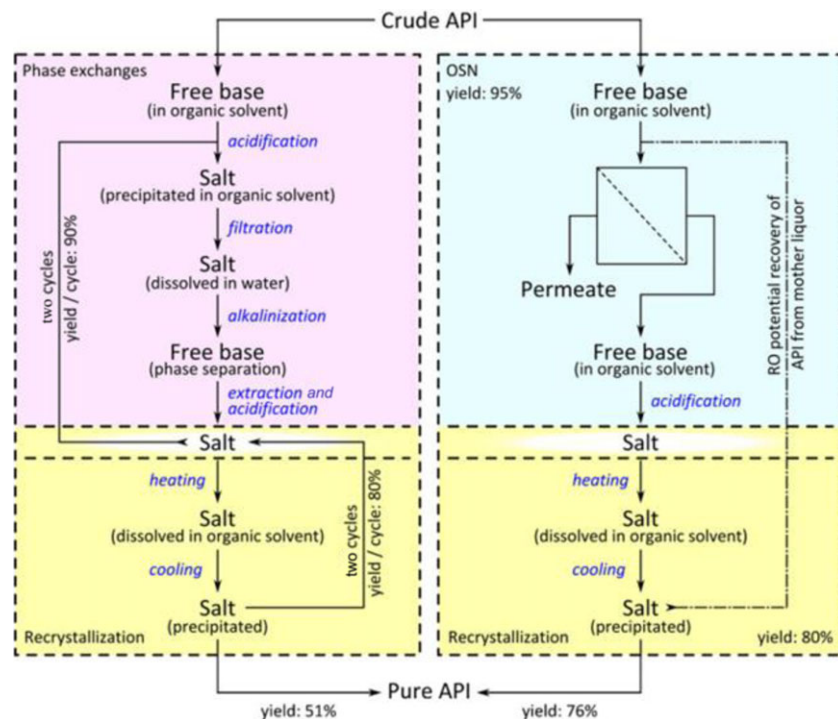 Crude API
Phase exchanges
Free base
(in organic solvent)
acidification
Salt
(precipitated in organic solvent)
filtration
Salt
(dissolved in water)
alkalinization
Free base
(phase separation)
extraction and
acidification
two cycles
yield / cycle: 90%
Salt
heating
Salt
(dissolved in organic solvent)
cooling
Salt
(precipitated)
two cycles
yield / cycle: 80%
Recrystallization
OSN
yield: 95%
Free base
(in organic solvent)
Permeate
Free base
(in organic solvent)
acidification
RO potential recovery of
API from mother liquor
Salt
heating
Salt
(dissolved in organic solvent)
cooling
Salt
(precipitated)
Recrystallization
yield: 80%
Pure API
yield: 51%
yield: 76%